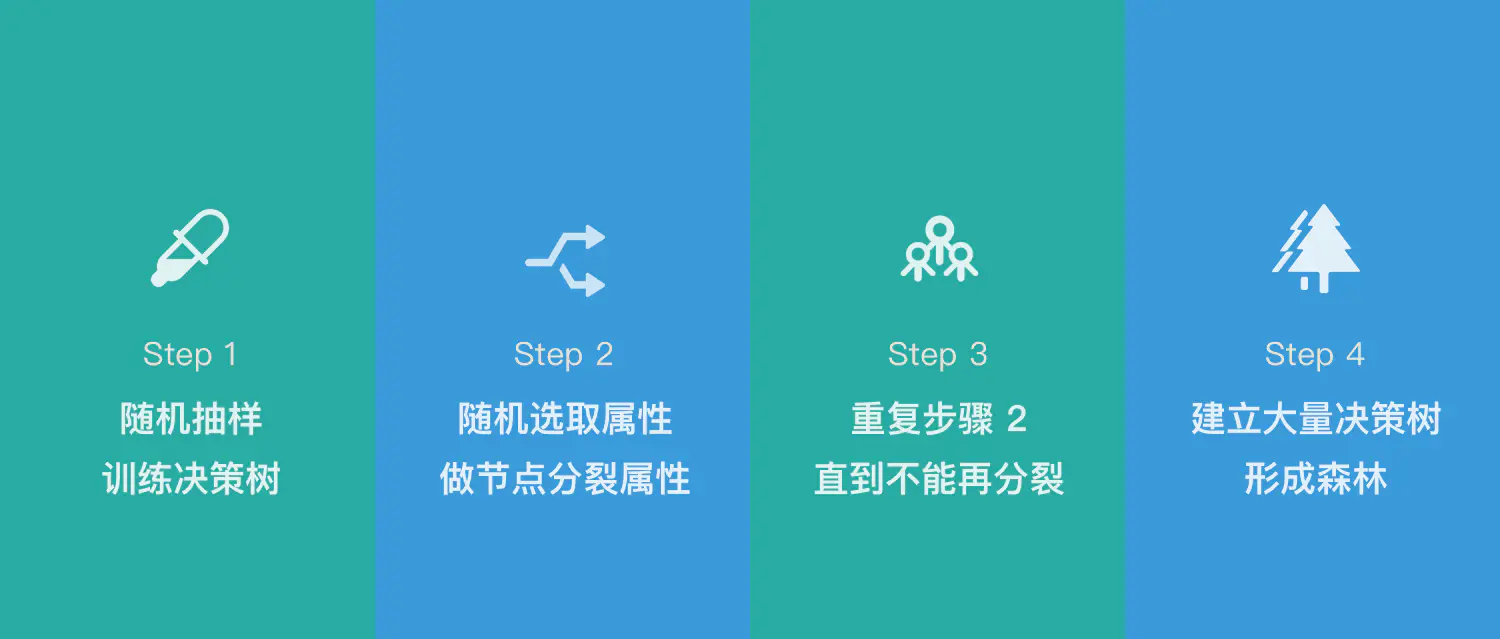 Step 1
随机抽样
训练决策树
Step 2
随机选取属性
做节点分裂属性
Step 3
重复步骤 2
直到不能再分裂
Step 4
建立大量决策树
形成森林